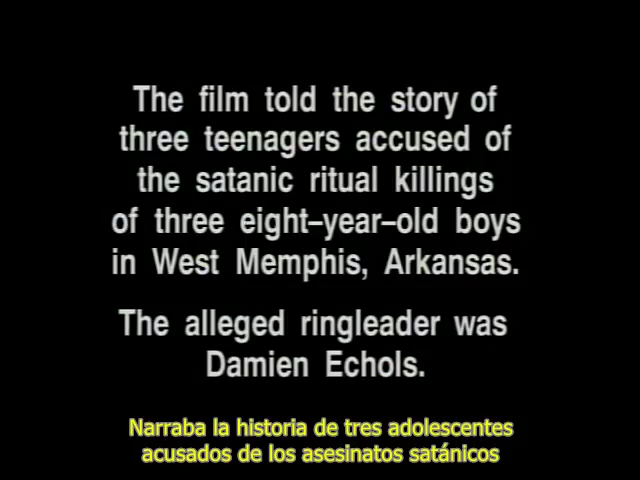 The film told the story of
three teenagers accused of
the satanic ritual killings
of three eight–year–old boys
in West Memphis, Arkansas.
The alleged ringleader was
Damien Echols.
Narraba la historia de tres adolescentes
acusados de los asesinatos satánicos